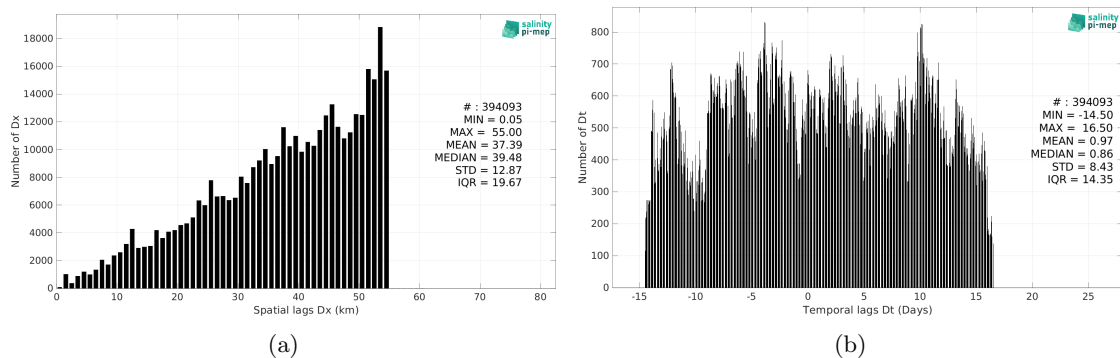 salinity
pi-mep
18000
16000
14000
12000
10000
8000
6000
4000
2000
0
Number of Dx
# : 394093
MIN = 0.05
MAX = 55.00
MEAN = 37.39
MEDIAN = 39.48
STD = 12.87
IQR = 19.67
0 10 20 30 40 50 60 70 80
Spatial lags Dx (km)
(a)
salinity
pi-mep
800
700
600
500
400
300
200
100
0
Number of Dt
# : 394093
MIN = -14.50
MAX = 16.50
MEAN = 0.97
MEDIAN = 0.86
STD = 8.43
IQR = 14.35
-15 -10 -5 0 5 10 15 20 25
Temporal lags Dt (Days)
(b)